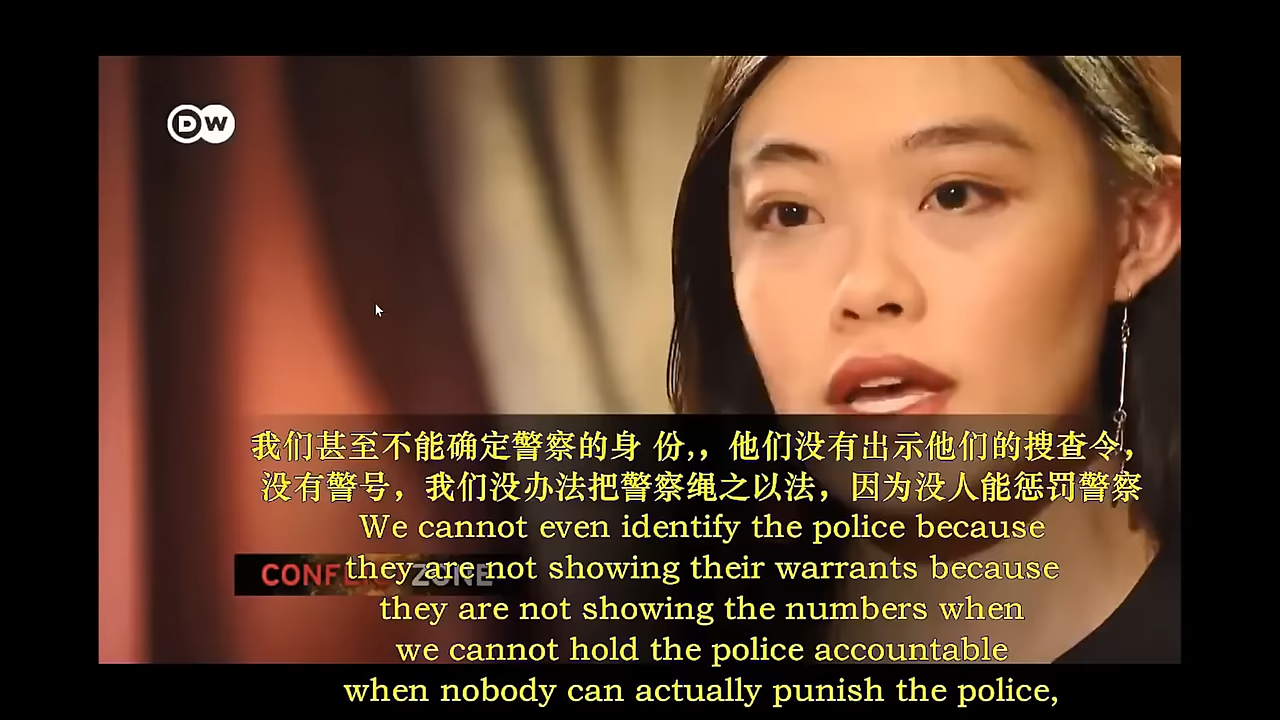 DW
我们甚至不能确定警察的身 份,，他们没有出示他们的搜查令，
没有警号，我们没办法把警察绳之以法，因为没人能惩罚警察
We cannot even identify the police because
CONFLICT ZONE
they are not showing their warrants because
they are not showing the numbers when
we cannot hold the police accountable
when nobody can actually punish the police,